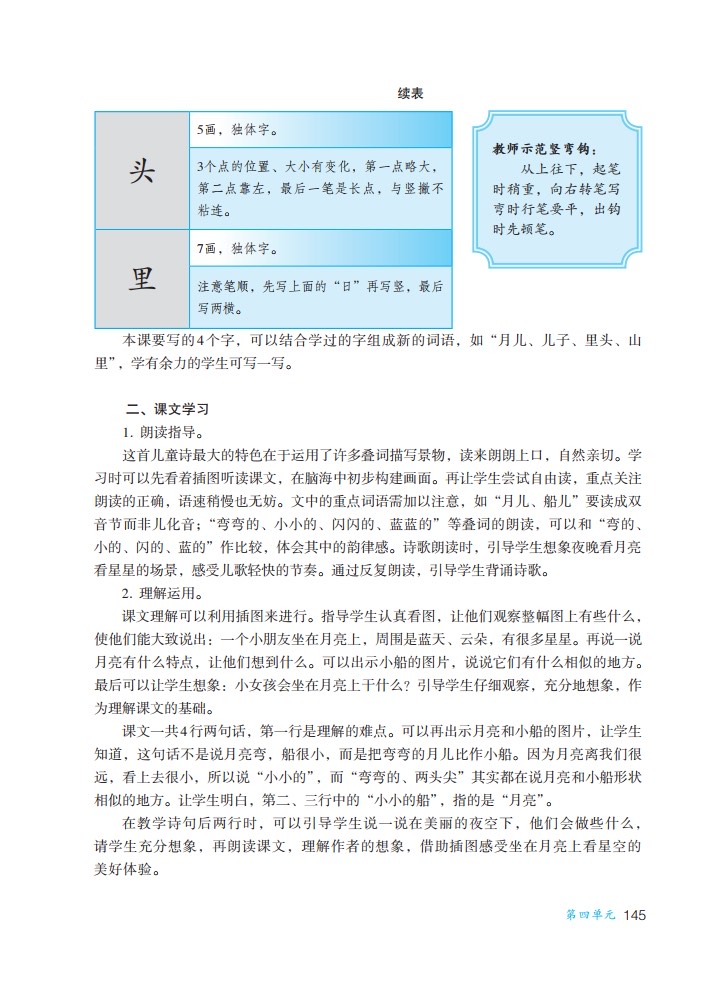 续表
头
5画，独体字。
3个点的位置、大小有变化，第一点略大，
第二点靠左，最后一笔是长点，与竖撇不
粘连。
里
7画，独体字。
注意笔顺，先写上面的“日”再写竖，最后
写两横。
教师示范竖弯钩：
从上往下，起笔
时稍重，向右转笔写
弯时行笔要平，出钩
时先顿笔。
本课要写的4个字，可以结合学过的字组成新的词语，如“月儿、儿子、里头、山
里”，学有余力的学生可写一写。
二、课文学习
1. 朗读指导。
这首儿童诗最大的特色在于运用了许多叠词描写景物，读来朗朗上口，自然亲切。学
习时可以先看着插图听读课文，在脑海中初步构建画面。再让学生尝试自由读，重点关注
朗读的正确，语速稍慢也无妨。文中的重点词语需加以注意，如“月儿、船儿”要读成双
音节而非儿化音；“弯弯的、小小的、闪闪的、蓝蓝的”等叠词的朗读，可以和“弯的、
小的、闪的、蓝的”作比较，体会其中的韵律感。诗歌朗读时，引导学生想象夜晚看月亮
看星星的场景，感受儿歌轻快的节奏。通过反复朗读，引导学生背诵诗歌。
2. 理解运用。
课文理解可以利用插图来进行。指导学生认真看图，让他们观察整幅图上有些什么，
使他们能大致说出：一个小朋友坐在月亮上，周围是蓝天、云朵，有很多星星。再说一说
月亮有什么特点，让他们想到什么。可以出示小船的图片，说说它们有什么相似的地方。
最后可以让学生想象：小女孩会坐在月亮上干什么？引导学生仔细观察，充分地想象，作
为理解课文的基础。
课文一共4行两句话，第一行是理解的难点。可以再出示月亮和小船的图片，让学生
知道，这句话不是说月亮弯，船很小，而是把弯弯的月儿比作小船。因为月亮离我们很
远，看上去很小，所以说“小小的”，而“弯弯的、两头尖”其实都在说月亮和小船形状
相似的地方。让学生明白，第二、三行中的“小小的船”，指的是“月亮”。
在教学诗句后两行时，可以引导学生说一说在美丽的夜空下，他们会做些什么，
请学生充分想象，再朗读课文，理解作者的想象，借助插图感受坐在月亮上看星空的
美好体验。
第四单元 145